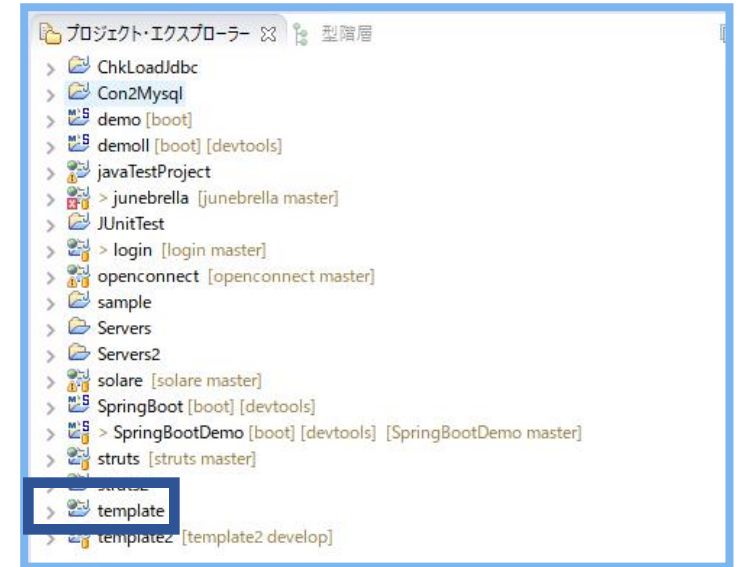 プロジェクト・エクスプローラー 型階層
ChkLoadJdbc
Con2Mysql
demo [boot]
demoll [boot] [devtools]
javaTestProject
> junebrella [junebrella master]
JUnitTest
> login [login master]
openconnect [openconnect master]
sample
Servers
Servers2
solare [solare master]
SpringBoot [boot] [devtools]
> SpringBootDemo [boot] [devtools] [SpringBootDemo master]
struts [struts master]
struts2
template
template2 [template2 develop]